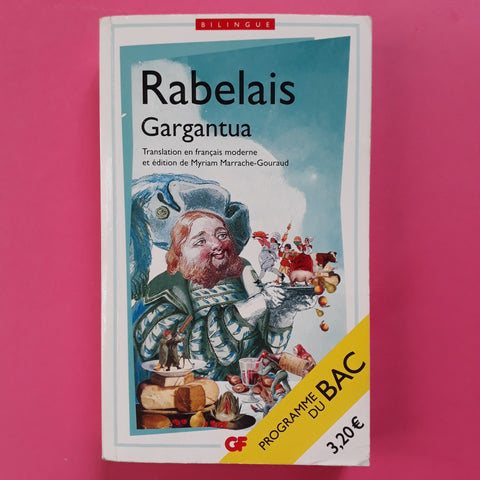 BILINGUE
Rabelais
Gargantua
Translation en français moderne
et édition de Myriam Marrache-Gouraud
PROGRAMME
DU BAC
3,20 €
GF